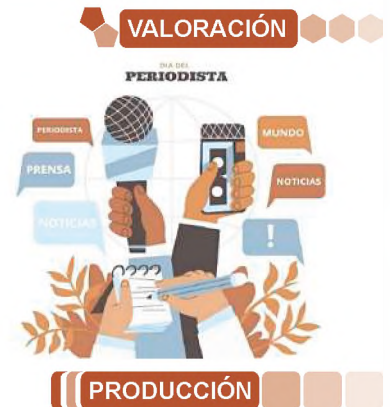 VALORACIÓN
DIA DEL
PERIODISTA
PERIODISTA
MUNDO
PRENSA
NOTICIAS
NOTICIAS
!
PRODUCCIÓN